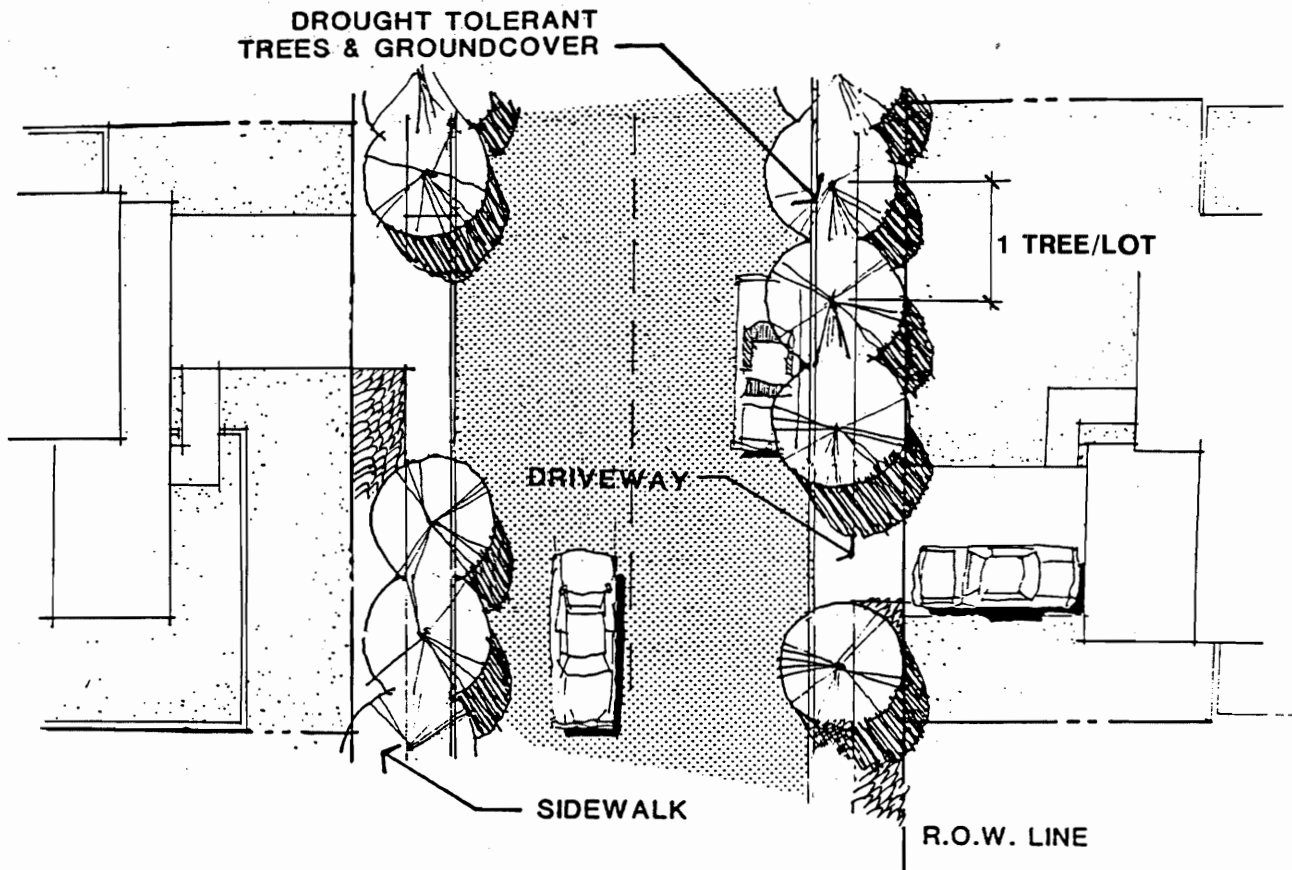 DROUGHT TOLERANT
TREES & GROUNDCOVER
1 TREE/LOT
DRIVEWAY
SIDEWALK
R.O.W. LINE